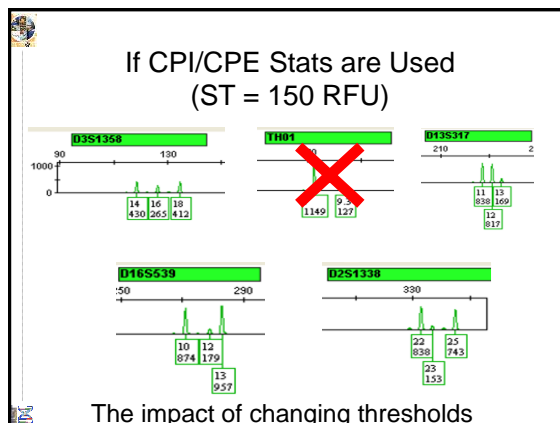 If CPI/CPE Stats are Used
(ST = 150 RFU)
D3S1358
90 130
1000
0
14 16 18
430 265 412
TH01
9.3
1149 127
D13S317
210
11 13
838 169
12
817
D16S539
:50 290
10 12
874 179
13
957
D2S1338
330
22 25
838 743
23
153
The impact of changing thresholds